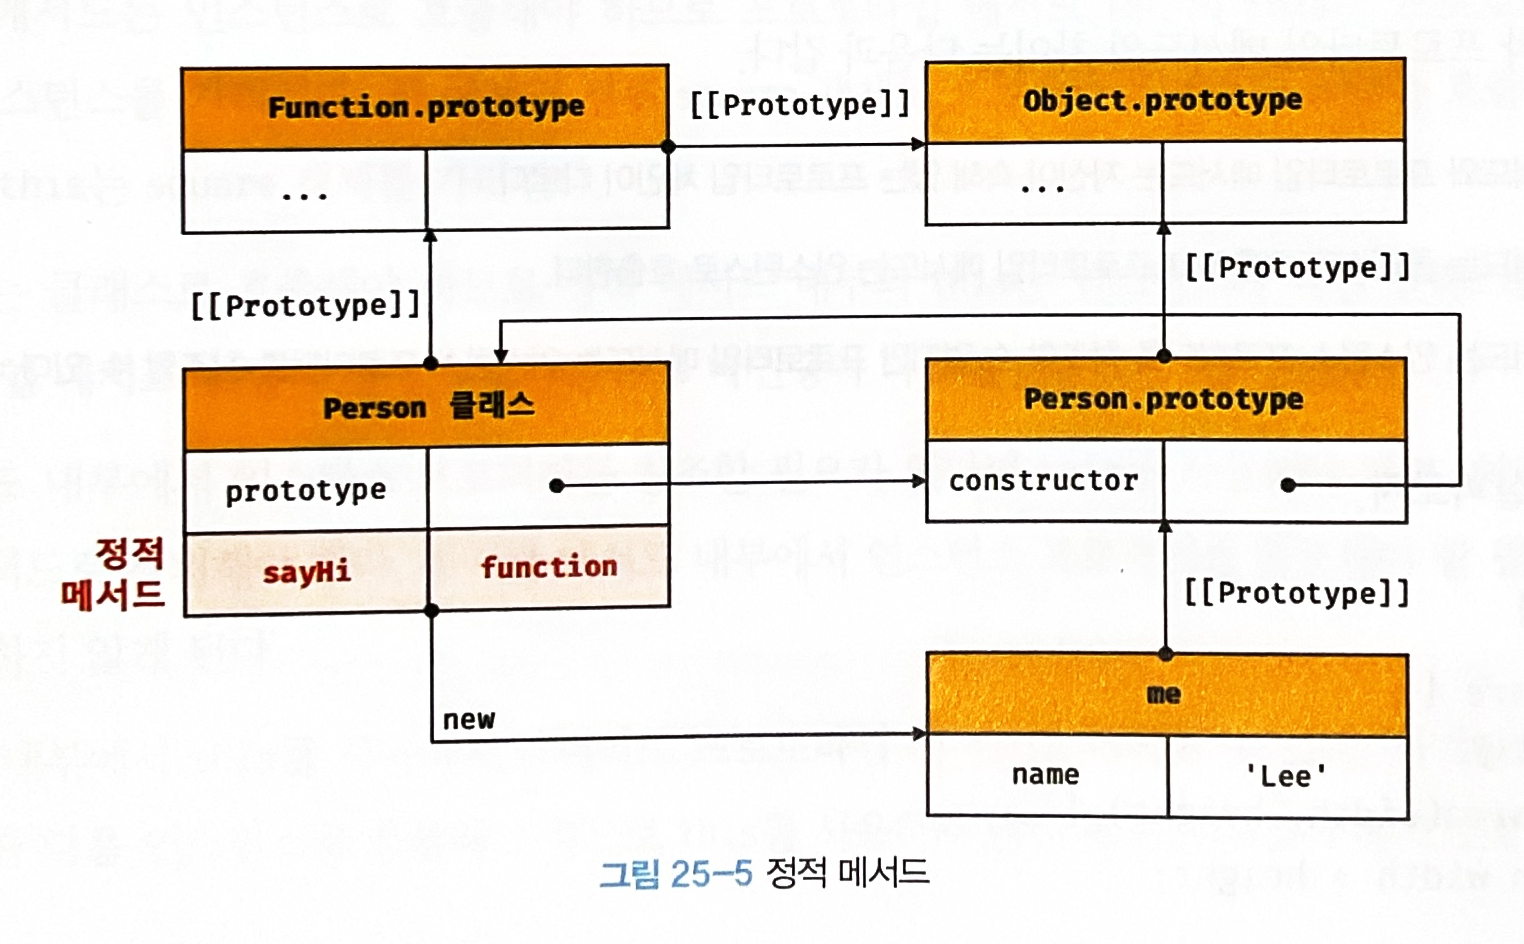 Function.prototype
[[Prototype]]
Object.prototype
...
...
[[Prototype]]
[[Prototype]]
Person 클래스
Person.prototype
prototype
constructor
정적
메서드
sayHi
function
[[Prototype]]
new
me
name
'Lee'
그림 25-5 정적 메서드